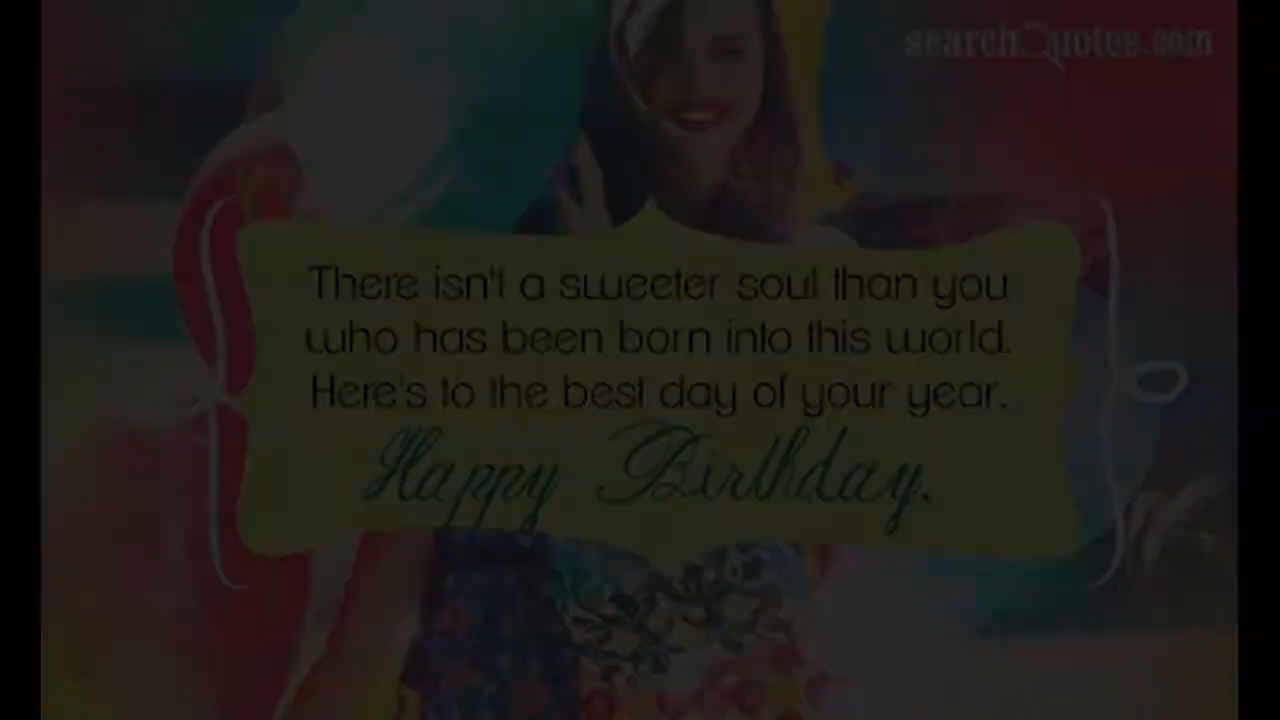 searchQuotes.com
There isn't a sweeter soul than you
who has been born into this world.
Here's to the best day of your year.
Happy Birthday.